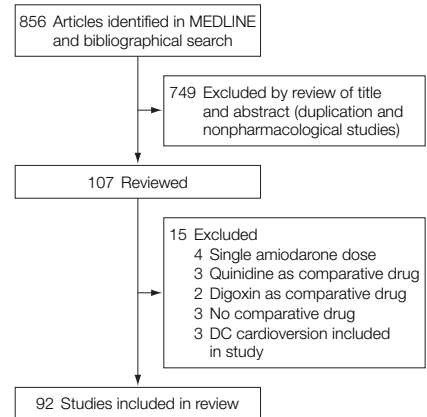 856 Articles identified in MEDLINE
and bibliographical search
749 Excluded by review of title
and abstract (duplication and
nonpharmacological studies)
107 Reviewed
15 Excluded
4 Single amiodarone dose
3 Quinidine as comparative drug
2 Digoxin as comparative drug
3 No comparative drug
3 DC cardioversion included
in study
92 Studies included in review